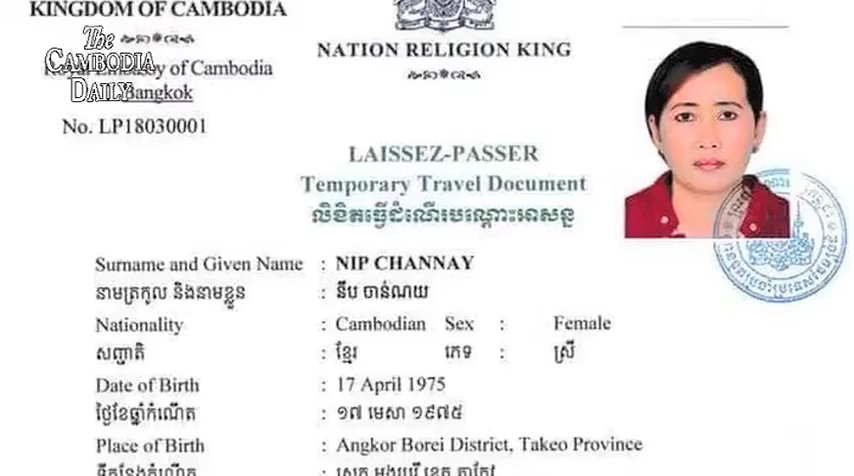 KINGDOM OF CAMBODIA
The
CAMBODIA
DAILY
Royal Embassy of Cambodia
Bangkok
No. LP18030001
NATION RELIGION KING
LAISSEZ-PASSER
Temporary Travel Document
លិខិតធ្វើដំណើរបណ្តោះអាសន្ន
Surname and Given Name : NIP CHANNAY
នាមត្រកូល និងនាមខ្លួន : នីប ចាន់ណយ
Nationality : Cambodian Sex : Female
សញ្ជាតិ : ខ្មែរ ភេទ : ស្រី
Date of Birth : 17 April 1975
ថ្ងៃខែឆ្នាំកំណើត : ១៧ មេសា ១៩៧៥
Place of Birth : Angkor Borei District, Takeo Province